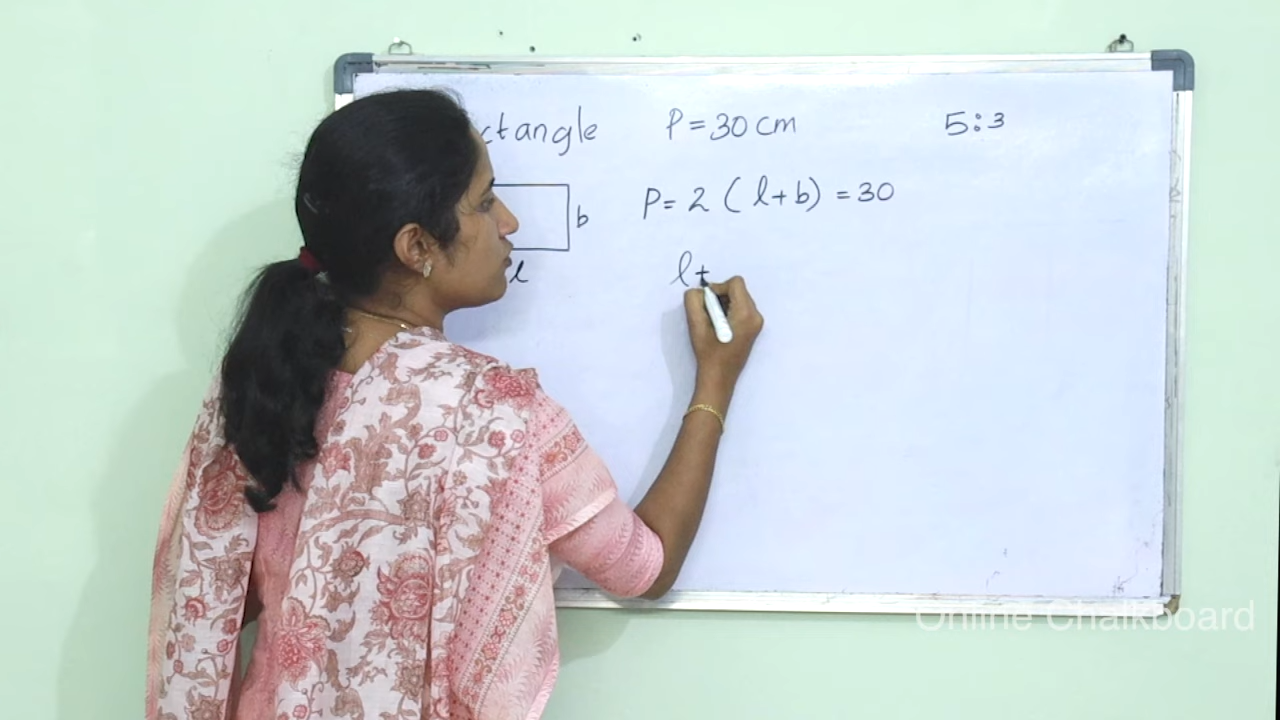 ctangle P = 30 cm 5:3
b
P = 2 ( l + b) = 30
l
l +
Online Chalkboard